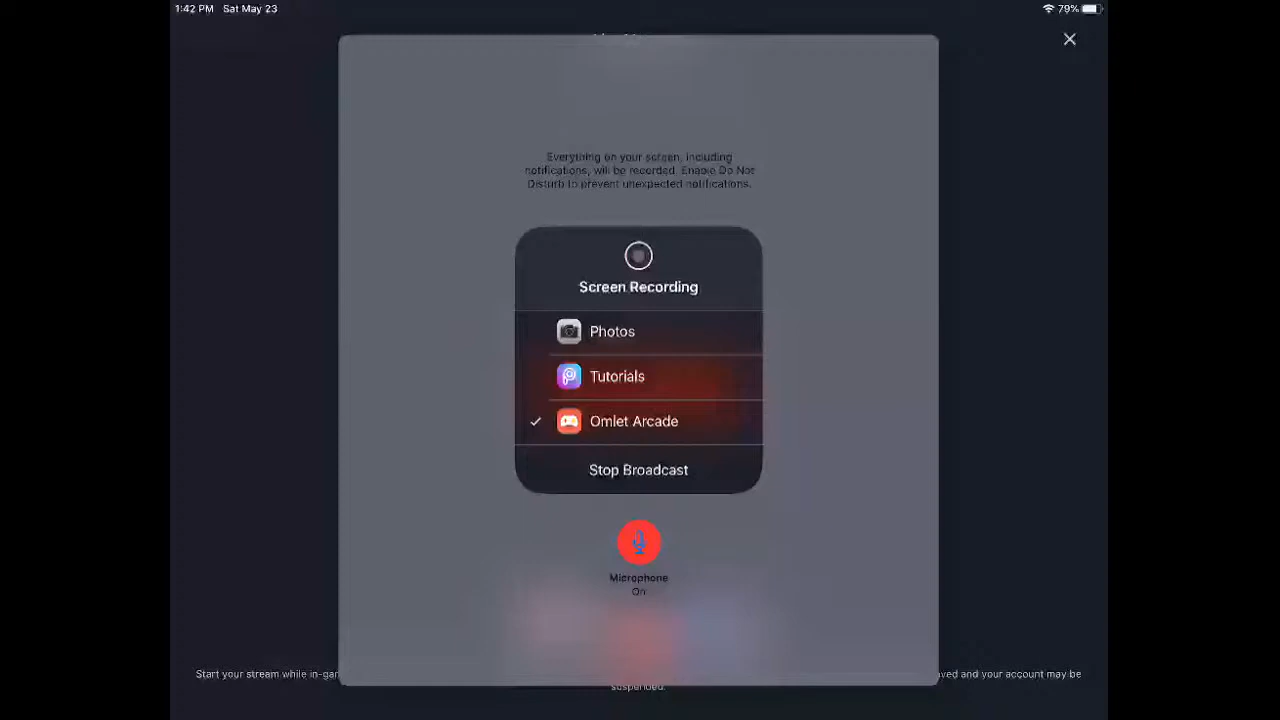 1:42 PM Sat May 23 79%
Everything on your screen, including
notifications, will be recorded. Enable Do Not
Disturb to prevent unexpected notifications.
Screen Recording
Photos
Tutorials
Omlet Arcade
Stop Broadcast
Microphone
On
Start your stream while in-gar ved and your account may be
suspended.